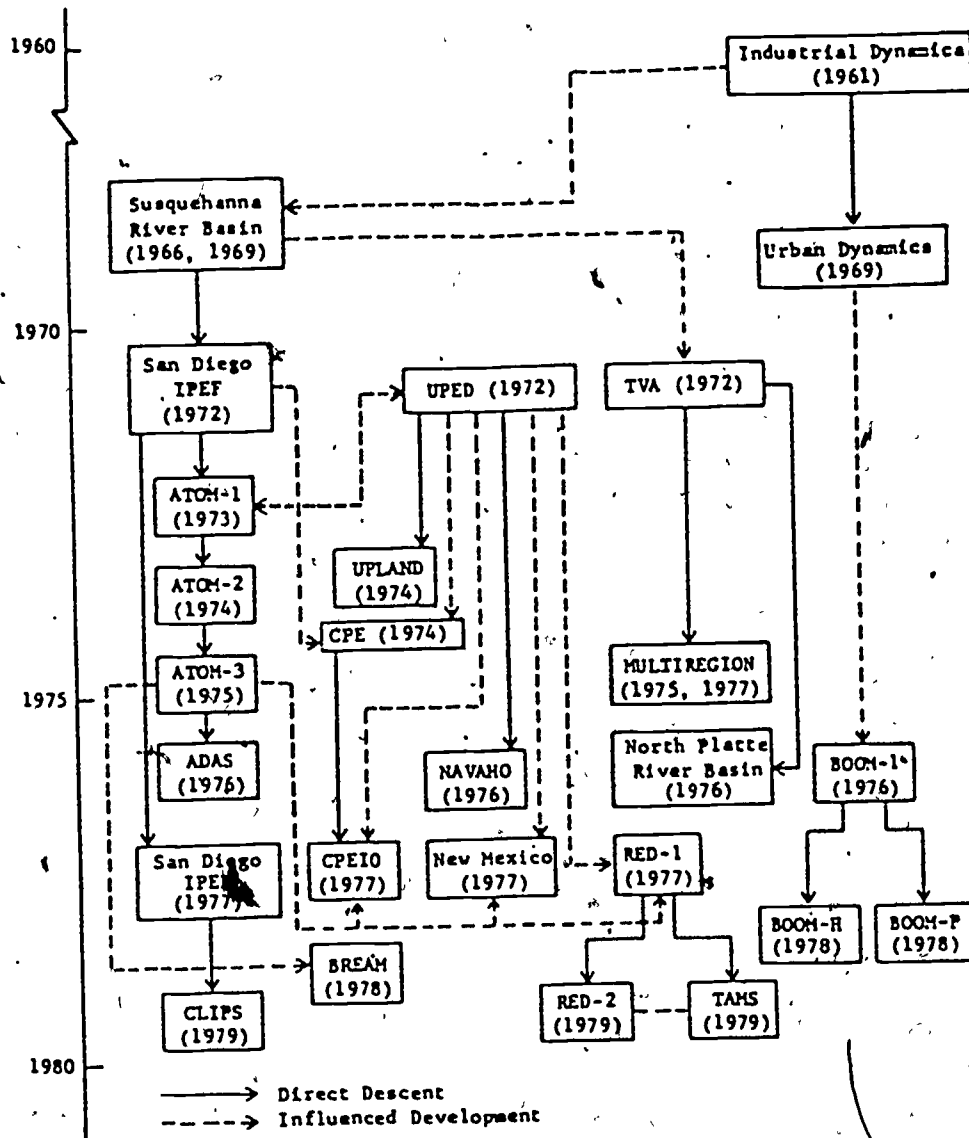 1960
Industrial Dynamics
(1961)
Susquehanna
River Basin
(1966, 1969)
Urban Dynamics
(1969)
1970
San Diego
IPEF
(1972)
UPED (1972)
TVA (1972)
ATOM-1
(1973)
UPLAND
(1974)
ATOM-2
(1974)
CPE (1974)
ATOM-3
(1975)
MULTIREGION
(1975, 1977)
1975
ADAS
(1976)
NAVAHO
(1976)
North Platte
River Basin
(1976)
BOOM-1
(1976)
San Diego
(1977)
CPEIO
(1977)
New Mexico
(1977)
RED-1
(1977)
BOOM-H
(1978)
BOOM-P
(1978)
BREAM
(1978)
CLIPS
(1979)
RED-2
(1979)
TAMS
(1979)
1980
Direct Descent
Influenced Development